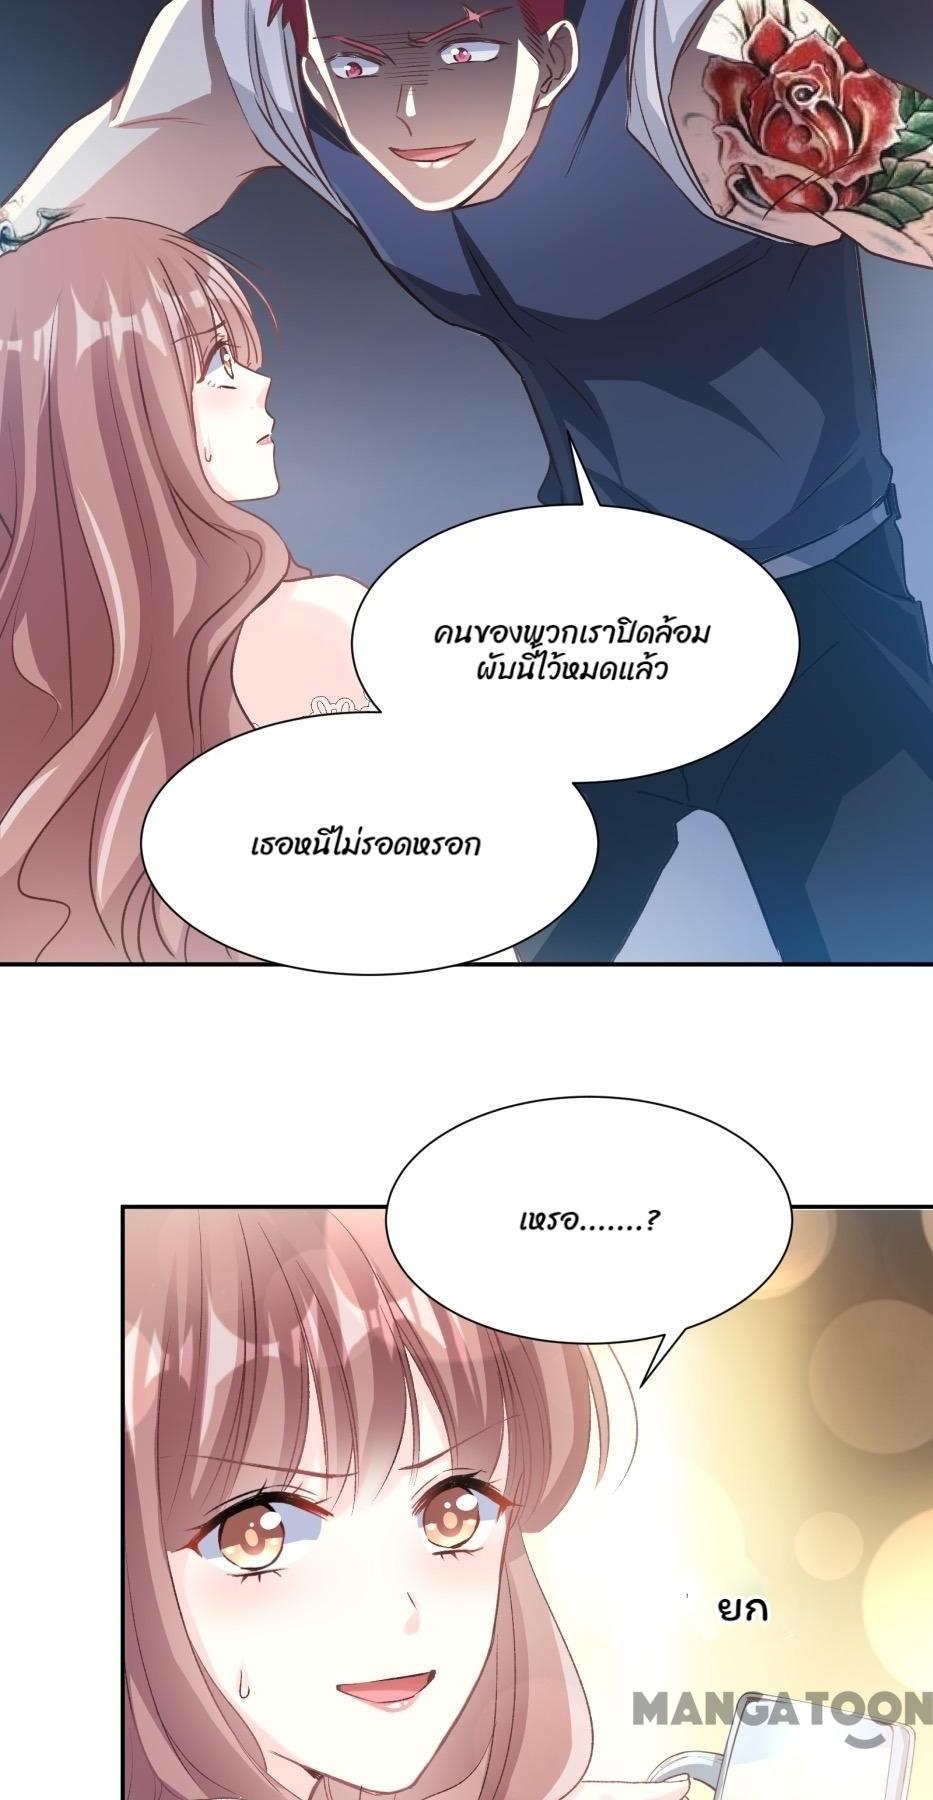 คนของพวกเราปิดล้อม
ผับนี้ไว้หมดแล้ว
เธอหนีไม่รอดหรอก
เหรอ.......?
ยก
MANGATOON